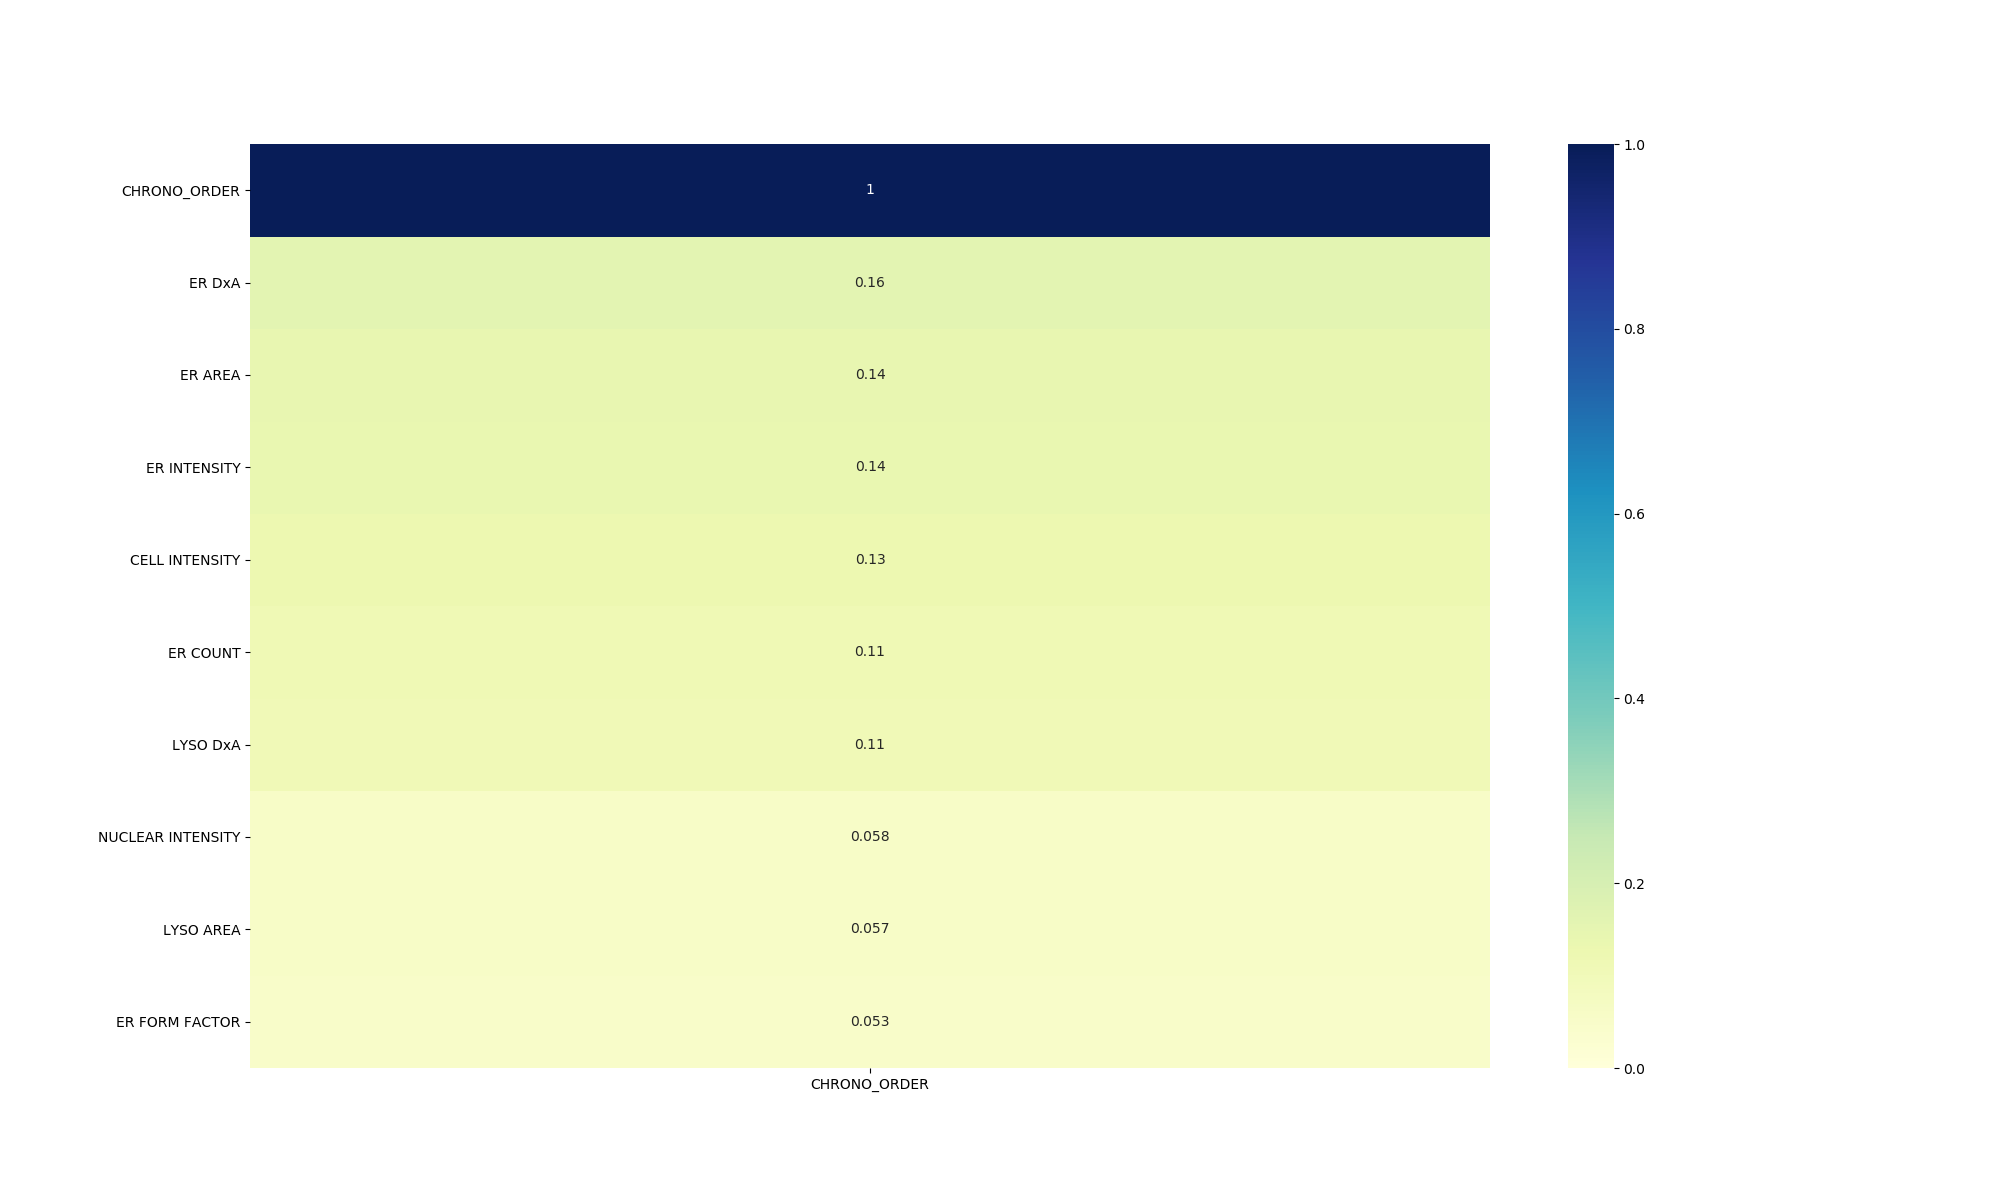 CHRONO_ORDER
1
ER DxA
0.16
ER AREA
0.14
ER INTENSITY
0.14
CELL INTENSITY
0.13
ER COUNT
0.11
LYSO DxA
0.11
NUCLEAR INTENSITY
0.058
LYSO AREA
0.057
ER FORM FACTOR
0.053
CHRONO_ORDER
1.0
0.8
0.6
0.4
0.2
0.0